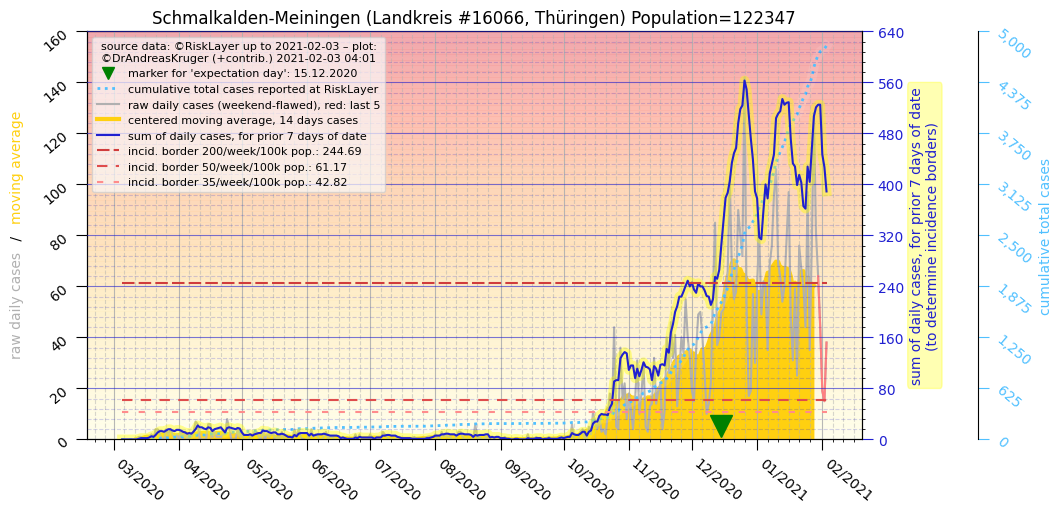 Schmalkalden-Meiningen (Landkreis #16066, Thüringen) Population=122347
source data: ©RiskLayer up to 2021-02-03 – plot:
©DrAndreasKruger (+contrib.) 2021-02-03 04:01
marker for 'expectation day': 15.12.2020
cumulative total cases reported at RiskLayer
raw daily cases (weekend-flawed), red: last 5
centered moving average, 14 days cases
sum of daily cases, for prior 7 days of date
incid. border 200/week/100k pop.: 244.69
incid. border 50/week/100k pop.: 61.17
incid. border 35/week/100k pop.: 42.82
raw daily cases / moving average
160
140
120
100
80
60
40
20
0
03/2020
04/2020
05/2020
06/2020
07/2020
08/2020
09/2020
10/2020
11/2020
12/2020
01/2021
02/2021
640
560
480
400
320
240
160
80
0
sum of daily cases, for prior 7 days of date
(to determine incidence borders)
5,000
4,375
3,750
3,125
2,500
1,875
1,250
625
0
cumulative total cases